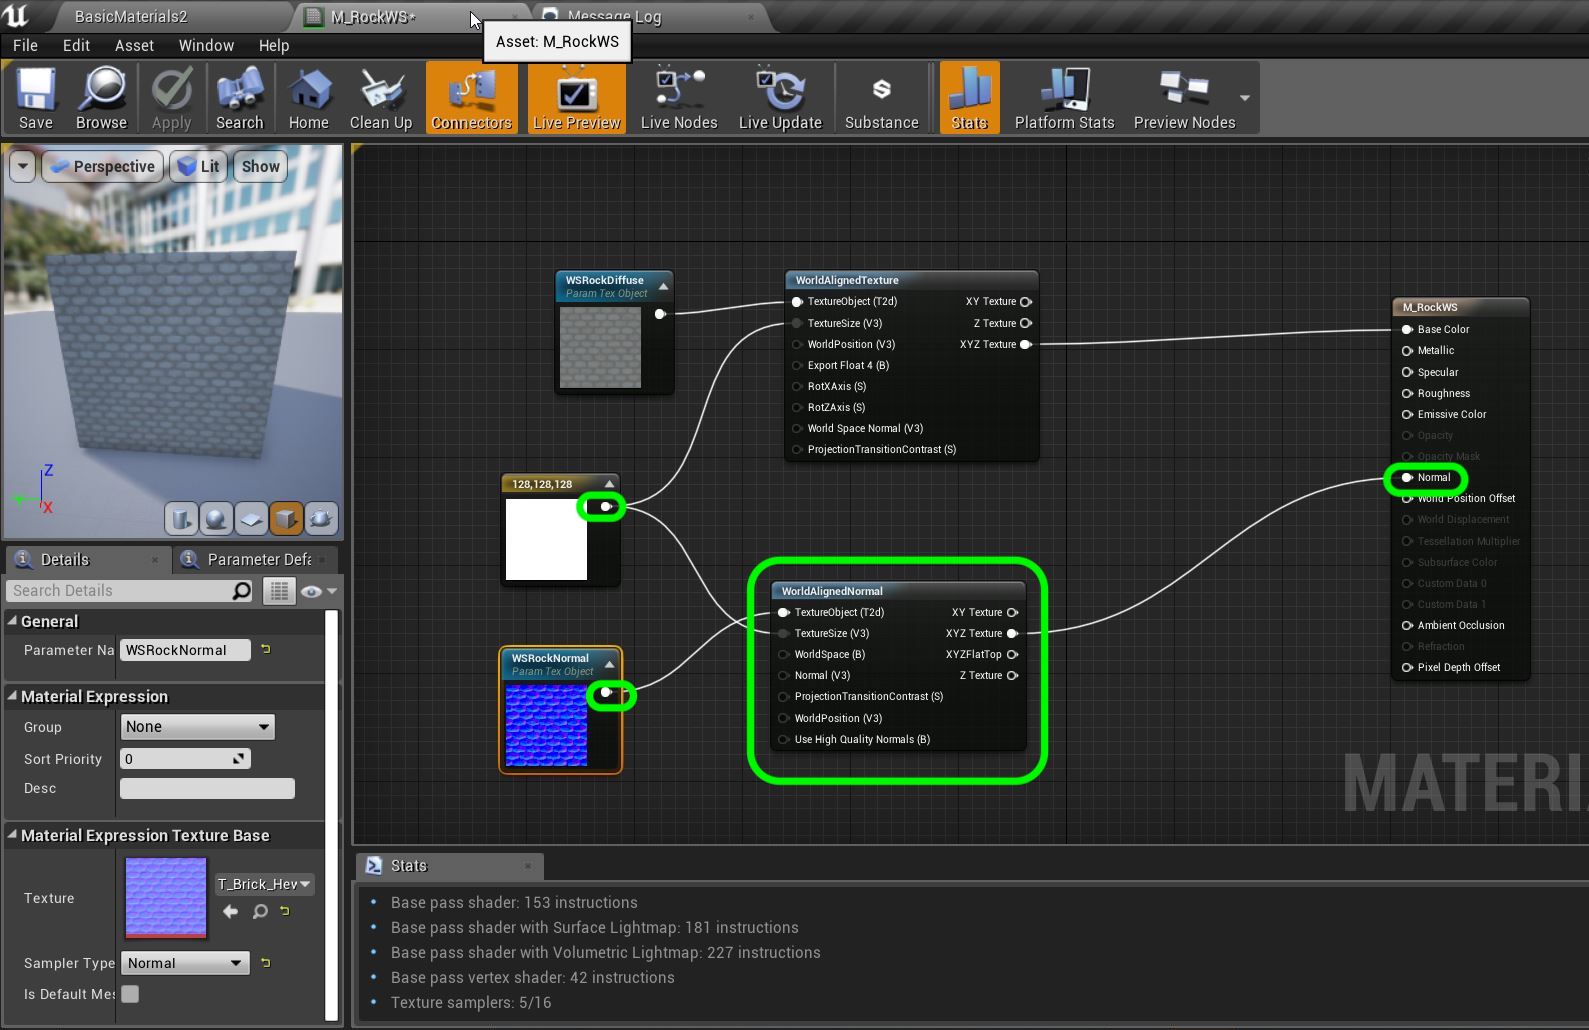 BasicMaterials2
M_RockWS*
Message Log
Asset: M_RockWS
File Edit Asset Window Help
Save Browse Apply Search Home Clean Up Connectors Live Preview Live Nodes Live Update Substance Stats Platform Stats Preview Nodes
Perspective Lit Show
Z
X
Details
Parameter Defa
Search Details
General
Parameter Na WSRockNormal
Material Expression
Group None
Sort Priority 0
Desc
Material Expression Texture Base
Texture T_Brick_Hew
Sampler Type Normal
Is Default Mes
WSRockDiffuse
Param Tex Object
128,128,128
WSRockNormal
Param Tex Object
WorldAlignedTexture
TextureObject (T2d) XY Texture
TextureSize (V3) Z Texture
WorldPosition (V3) XYZ Texture
Export Float 4 (B)
RotXAxis (S)
RotZAxis (S)
World Space Normal (V3)
ProjectionTransitionContrast (S)
WorldAlignedNormal
TextureObject (T2d) XY Texture
TextureSize (V3) XYZ Texture
WorldSpace (B) XYZFlatTop
Normal (V3) Z Texture
ProjectionTransitionContrast (S)
WorldPosition (V3)
Use High Quality Normals (B)
M_RockWS
Base Color
Metallic
Specular
Roughness
Emissive Color
Opacity
Opacity Mask
Normal
World Position Offset
World Displacement
Tessellation Multiplier
Subsurface Color
Custom Data 0
Custom Data 1
Ambient Occlusion
Refraction
Pixel Depth Offset
MATERI
Stats
Base pass shader: 153 instructions
Base pass shader with Surface Lightmap: 181 instructions
Base pass shader with Volumetric Lightmap: 227 instructions
Base pass vertex shader: 42 instructions
Texture samplers: 5/16